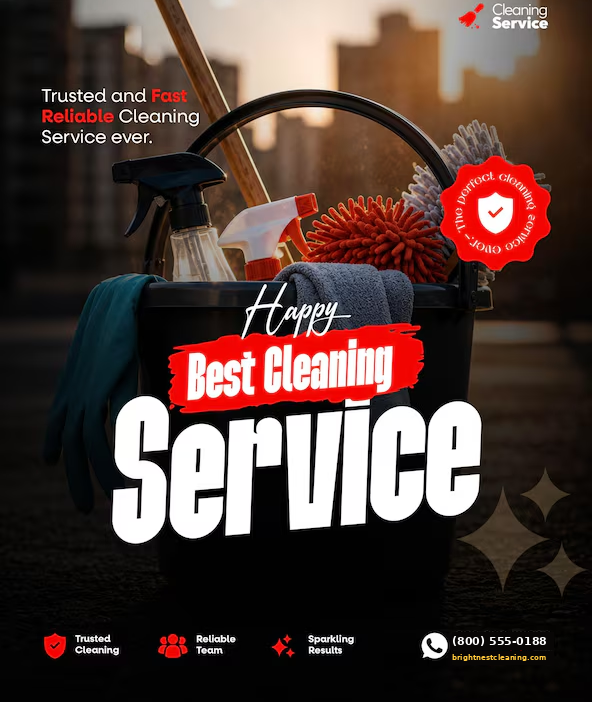 Cleaning
Service
Trusted and Fast
Reliable Cleaning
Service ever.
The perfect cleaning service ever.
Happy
Best Cleaning
Service
Trusted
Cleaning
Reliable
Team
Sparkling
Results
(800) 555-0188
brightnestcleaning.com